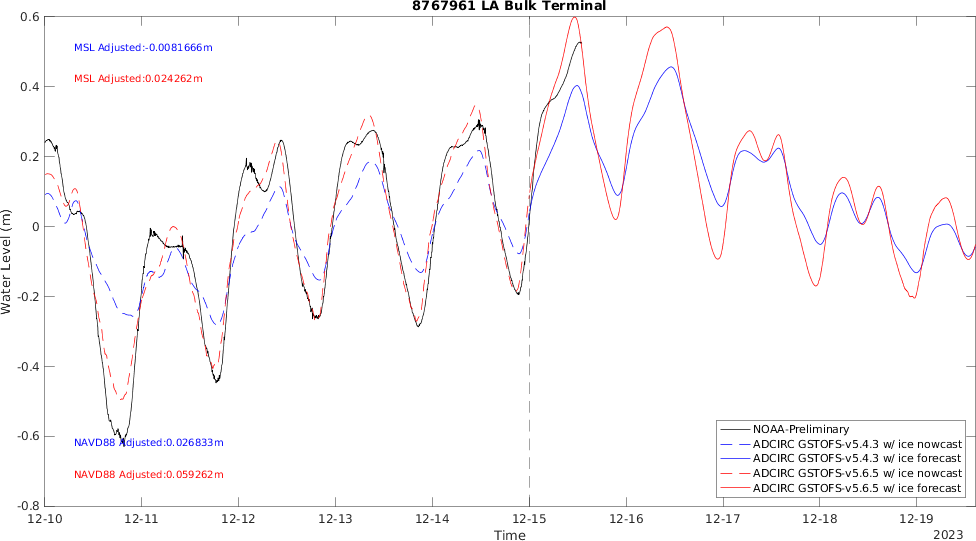 8767961 LA Bulk Terminal
0.6
MSL Adjusted:-0.0081666m
MSL Adjusted:0.024262m
0.4
0.2
0
Water Level (m)
-0.2
-0.4
-0.6
NAVD88 Adjusted:0.026833m
NAVD88 Adjusted:0.059262m
-0.8
NOAA-Preliminary
ADCIRC GSTOFS-v5.4.3 w/ ice nowcast
ADCIRC GSTOFS-v5.4.3 w/ ice forecast
ADCIRC GSTOFS-v5.6.5 w/ ice nowcast
ADCIRC GSTOFS-v5.6.5 w/ ice forecast
12-10 12-11 12-12 12-13 12-14 12-15 12-16 12-17 12-18 12-19
Time
2023